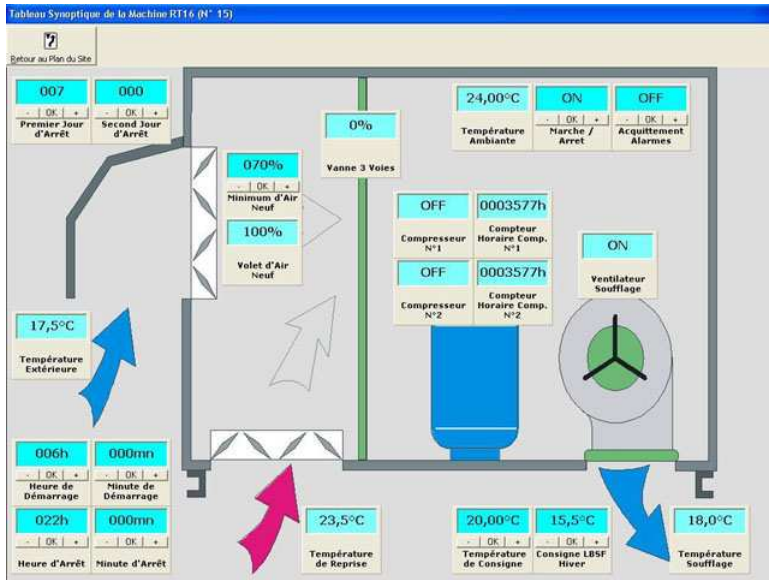 Tableau Synoptique de la Machine RT16 (N° 15)
Retour au Plan du Site
007
- OK +
Premier Jour
d'Arrêt
000
- OK +
Second Jour
d'Arrêt
070%
- OK +
Minimum d'Air
Neuf
100%
Volet d'Air
Neuf
0%
Vanne 3 Voies
24,00°C
Température
Ambiante
ON
- OK +
Marche /
Arret
OFF
- OK +
Acquittement
Alarmes
OFF
Compresseur
N°1
0003577h
Compteur
Horaire Comp.
N°1
OFF
Compresseur
N°2
0003577h
Compteur
Horaire Comp.
N°2
ON
Ventilateur
Soufflage
17,5°C
Température
Extérieure
006h
- OK +
Heure de
Démarrage
000mn
- OK +
Minute de
Démarrage
022h
- OK +
Heure d'Arrêt
000mn
- OK +
Minute d'Arrêt
23,5°C
Température
de Reprise
20,00°C
- OK +
Température
de Consigne
15,5°C
- OK +
Consigne LBSF
Hiver
18,0°C
Température
Soufflage